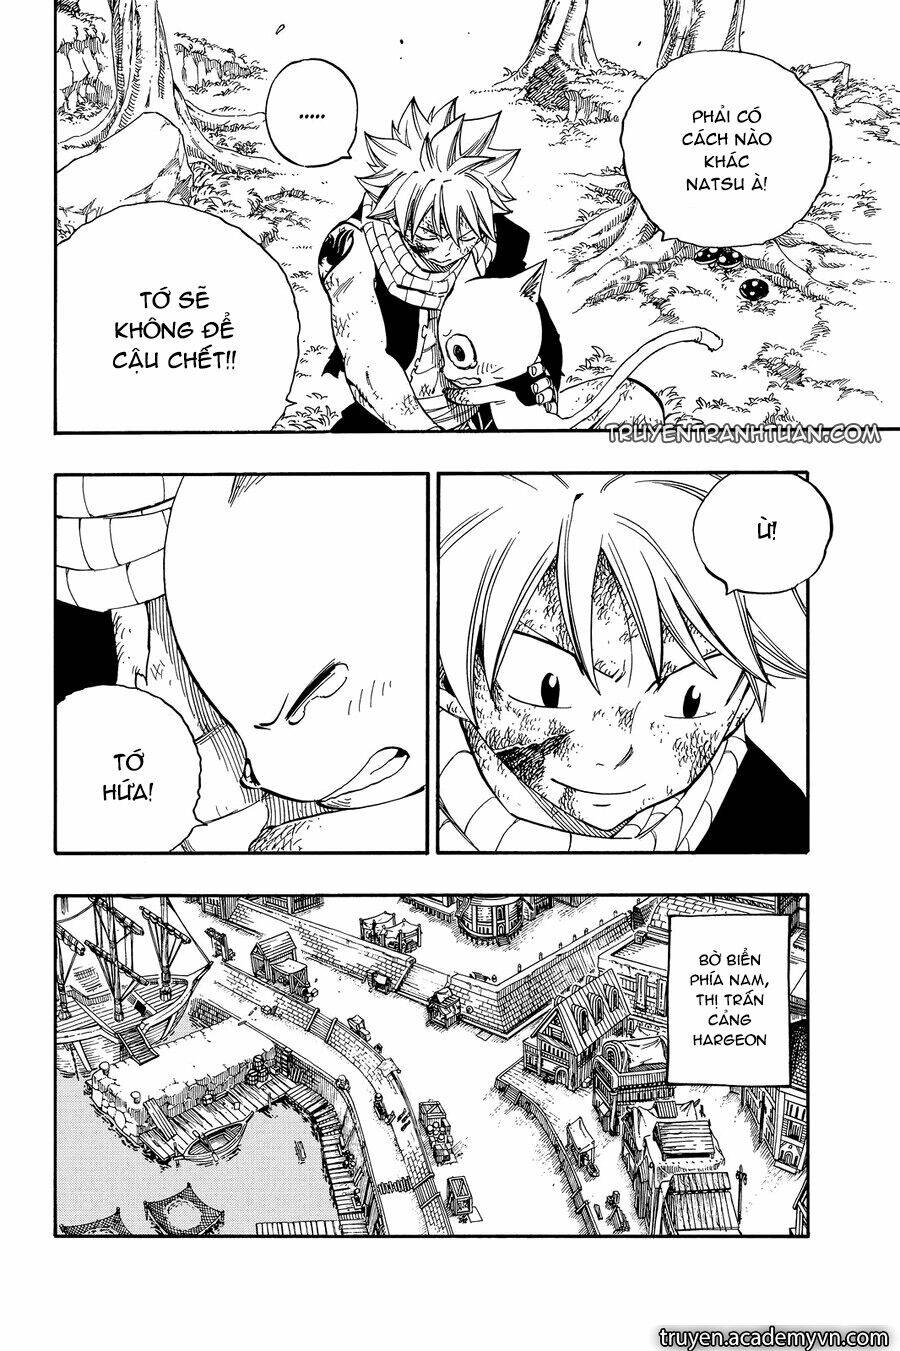 PHẢI CÓ
CÁCH NÀO
KHÁC
NATSU À!
......
TỚ SẼ
KHÔNG ĐỂ
CẬU CHẾT!!
TRUYENTRANHTUAN.COM
Ừ!
TỚ
HỨA!
BỜ BIỂN
PHÍA NAM,
THỊ TRẤN
CẢNG
HARGEON
truyen.academyvn.com